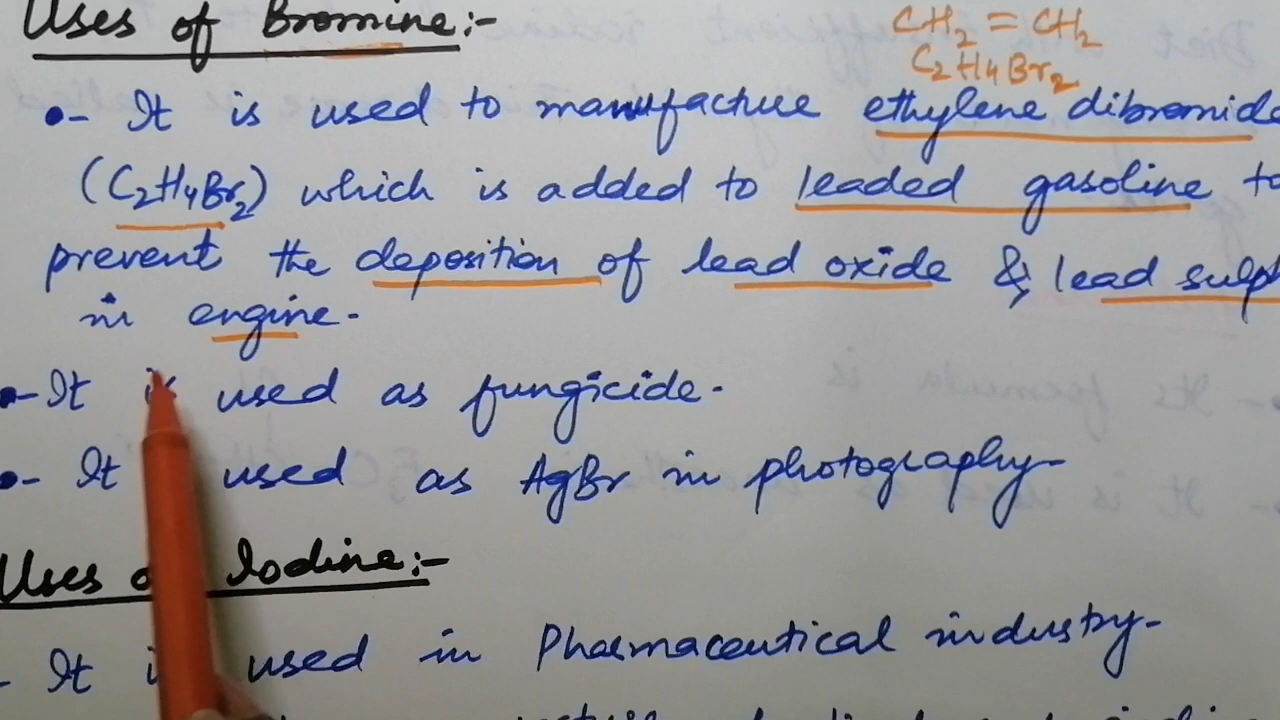 Uses of Bromine:-
CH2 = CH2
C2H4Br2
•- It is used to manufacture ethylene dibromide
(C2H4Br2) which is added to leaded gasoline to
prevent the deposition of lead oxide & lead sulph
in engine.
•- It is used as fungicide.
•- It used as AgBr in photography
Uses Iodine:-
- It used in Pharmaceutical industry.